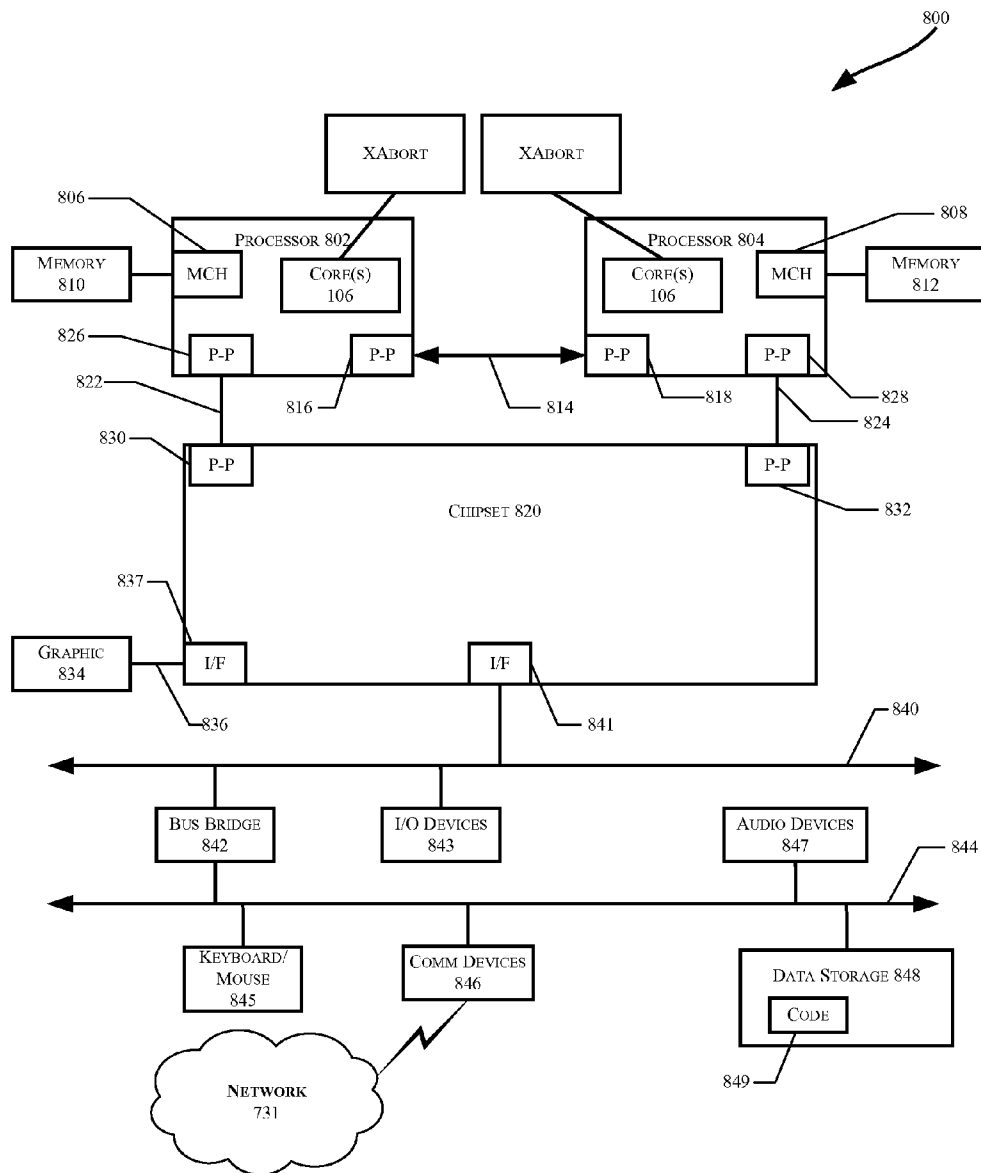 800
XABORT
XABORT
806
808
PROCESSOR 802
PROCESSOR 804
MEMORY
810
MCH
CORE(S)
106
CORE(S)
106
MCH
MEMORY
812
826
P-P
P-P
P-P
P-P
822
816
814
818
828
824
830
P-P
P-P
CHIPSET 820
832
837
GRAPHIC
834
I/F
I/F
836
841
840
BUS BRIDGE
842
I/O DEVICES
843
AUDIO DEVICES
847
844
KEYBOARD/
MOUSE
845
COMM DEVICES
846
DATA STORAGE 848
CODE
849
NETWORK
731